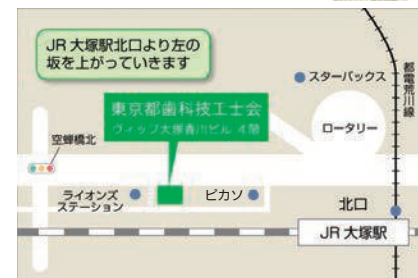 JR 大塚駅北口より左の
坂を上がっていきます
東京都歯科技工士会
ヴィップ大塚香川ビル 4階
スターバックス
都電荒川線
ロータリー
空蝉橋北
ライオンズ
ステーション
ピカソ
北口
JR 大塚駅